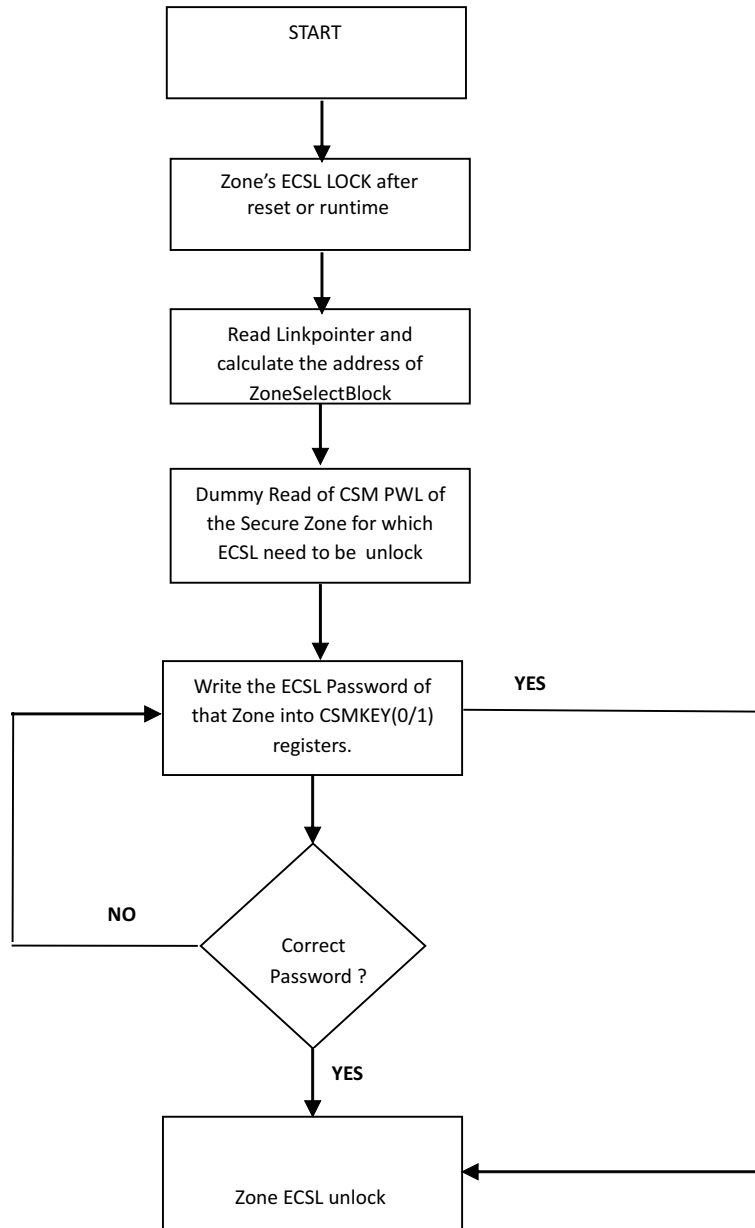 START
Zone’s ECSL LOCK after
reset or runtime
Read Linkpointer and
calculate the address of
ZoneSelectBlock
Dummy Read of CSM PWL of
the Secure Zone for which
ECSL need to be unlock
Write the ECSL Password of
that Zone into CSMKEY(0/1)
registers.
YES
NO
Correct
Password ?
YES
Zone ECSL unlock